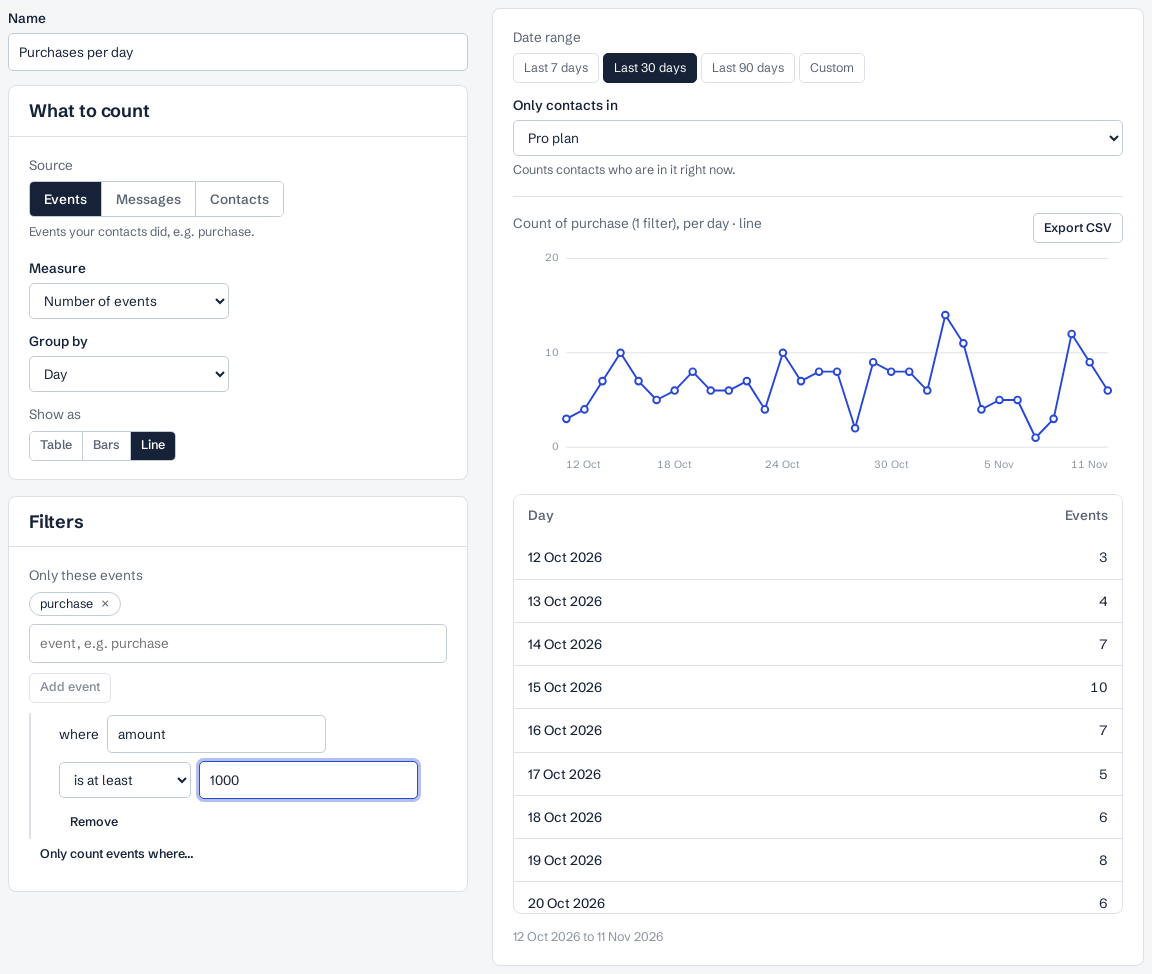 Name
Purchases per day
What to count
Source
Events Messages Contacts
Events your contacts did, e.g. purchase.
Measure
Number of events
Group by
Day
Show as
Table Bars Line
Filters
Only these events
purchase ×
event, e.g. purchase
Add event
where amount
is at least 1000
Remove
Only count events where...
Date range
Last 7 days Last 30 days Last 90 days Custom
Only contacts in
Pro plan
Counts contacts who are in it right now.
Count of purchase (1 filter), per day · line
Export CSV
20
10
0
12 Oct 18 Oct 24 Oct 30 Oct 5 Nov 11 Nov
Day Events
12 Oct 2026 3
13 Oct 2026 4
14 Oct 2026 7
15 Oct 2026 10
16 Oct 2026 7
17 Oct 2026 5
18 Oct 2026 6
19 Oct 2026 8
20 Oct 2026 6
12 Oct 2026 to 11 Nov 2026